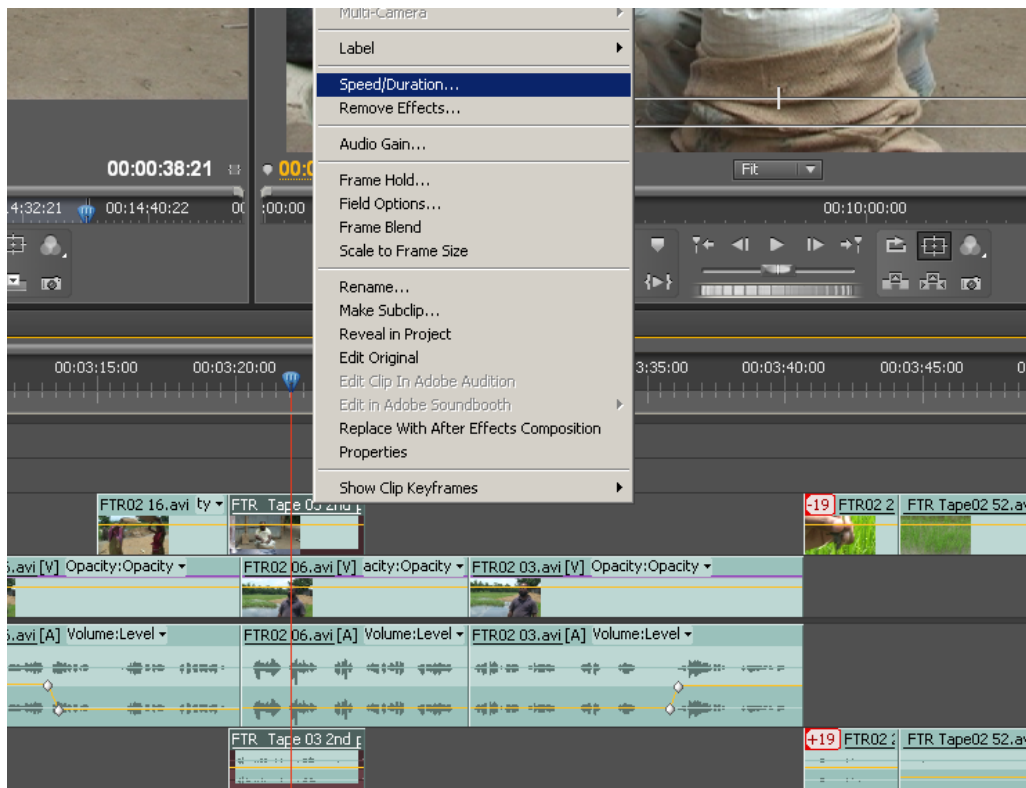 Multi-Camera
Label
Speed/Duration...
Remove Effects...
Audio Gain...
00:00:38:21
00:0
Fit
Frame Hold...
Field Options...
Frame Blend
Scale to Frame Size
4:32:21
00:14:40:22
00
:00:00
00:10:00:00
Rename...
Make Subclip...
Reveal in Project
Edit Original
Edit Clip In Adobe Audition
Edit in Adobe Soundbooth
Replace With After Effects Composition
Properties
Show Clip Keyframes
00:03:15:00
00:03:20:00
3:35:00
00:03:40:00
00:03:45:00
0
FTR02 16.avi ty
FTR Tape 03 2nd p
-19 FTR02 2
FTR Tape02 52.av
.avi [V] Opacity:Opacity
FTR02 06.avi [V] acity:Opacity
FTR02 03.avi [V] Opacity:Opacity
.avi [A] Volume:Level
FTR02 06.avi [A] Volume:Level
FTR02 03.avi [A] Volume:Level
FTR Tape 03 2nd p
+19 FTR02 2
FTR Tape02 52.av